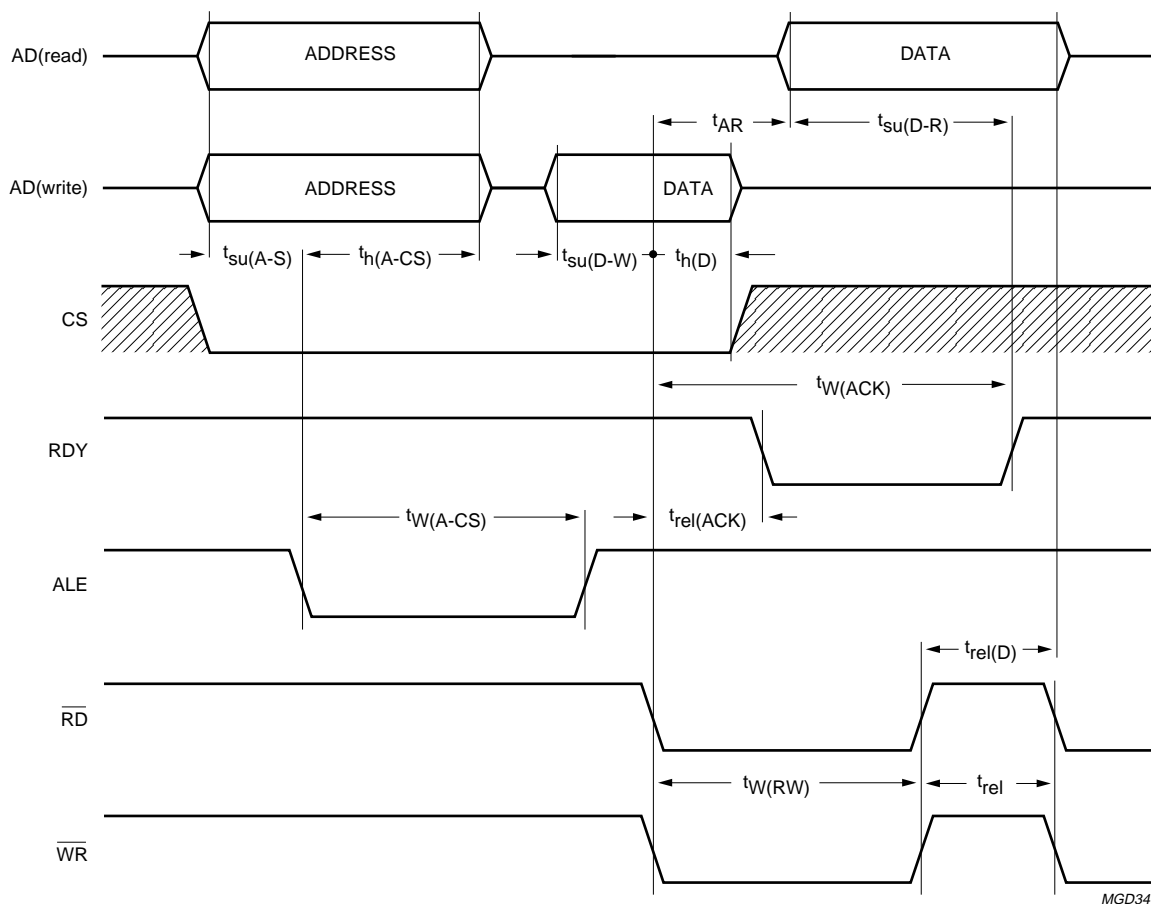 AD(read)
ADDRESS
DATA
tAR
tsu(D-R)
AD(write)
ADDRESS
DATA
tsu(A-S)
th(A-CS)
tsu(D-W)
th(D)
CS
tW(ACK)
RDY
tW(A-CS)
trel(ACK)
ALE
trel(D)
RD
tW(RW)
trel
WR
MGD34